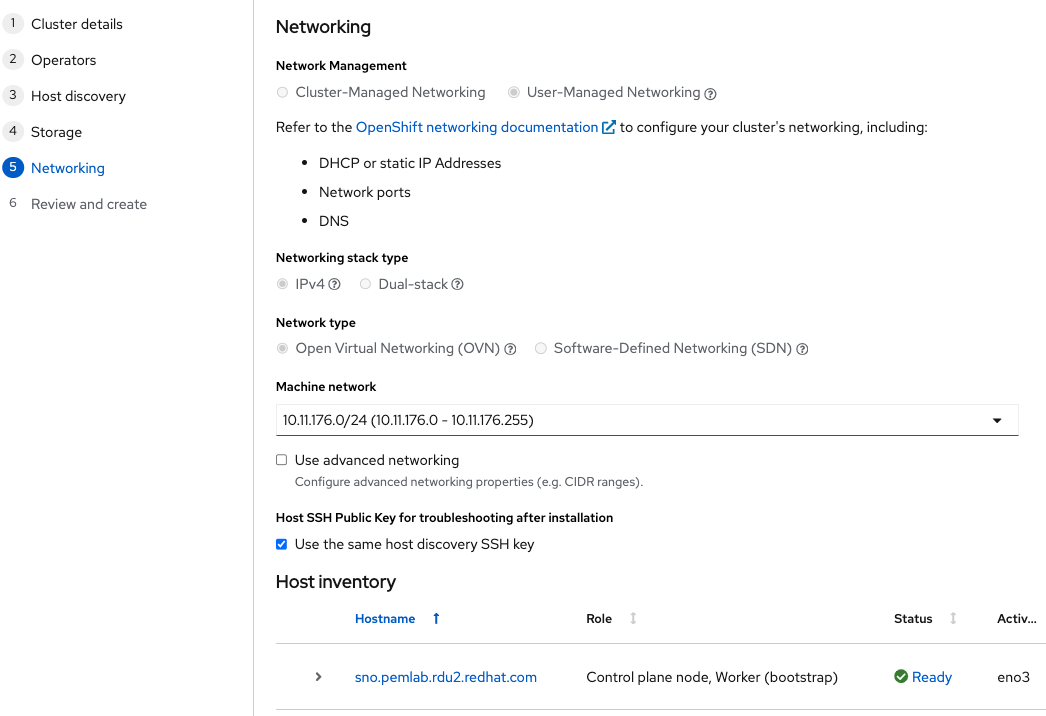 1 Cluster details
2 Operators
3 Host discovery
4 Storage
5 Networking
6 Review and create
Networking
Network Management
Cluster-Managed Networking User-Managed Networking
Refer to the OpenShift networking documentation to configure your cluster's networking, including:
• DHCP or static IP Addresses
• Network ports
• DNS
Networking stack type
IPv4 Dual-stack
Network type
Open Virtual Networking (OVN) Software-Defined Networking (SDN)
Machine network
10.11.176.0/24 (10.11.176.0 - 10.11.176.255)
Use advanced networking
Configure advanced networking properties (e.g. CIDR ranges).
Host SSH Public Key for troubleshooting after installation
Use the same host discovery SSH key
Host inventory
Hostname Role Status Activ...
sno.pemlab.rdu2.redhat.com Control plane node, Worker (bootstrap) Ready eno3